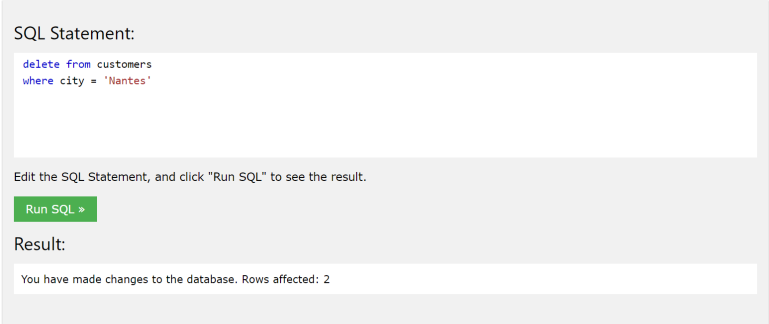 SQL Statement:
delete from customers
where city = 'Nantes'
Edit the SQL Statement, and click "Run SQL" to see the result.
Run SQL »
Result:
You have made changes to the database. Rows affected: 2